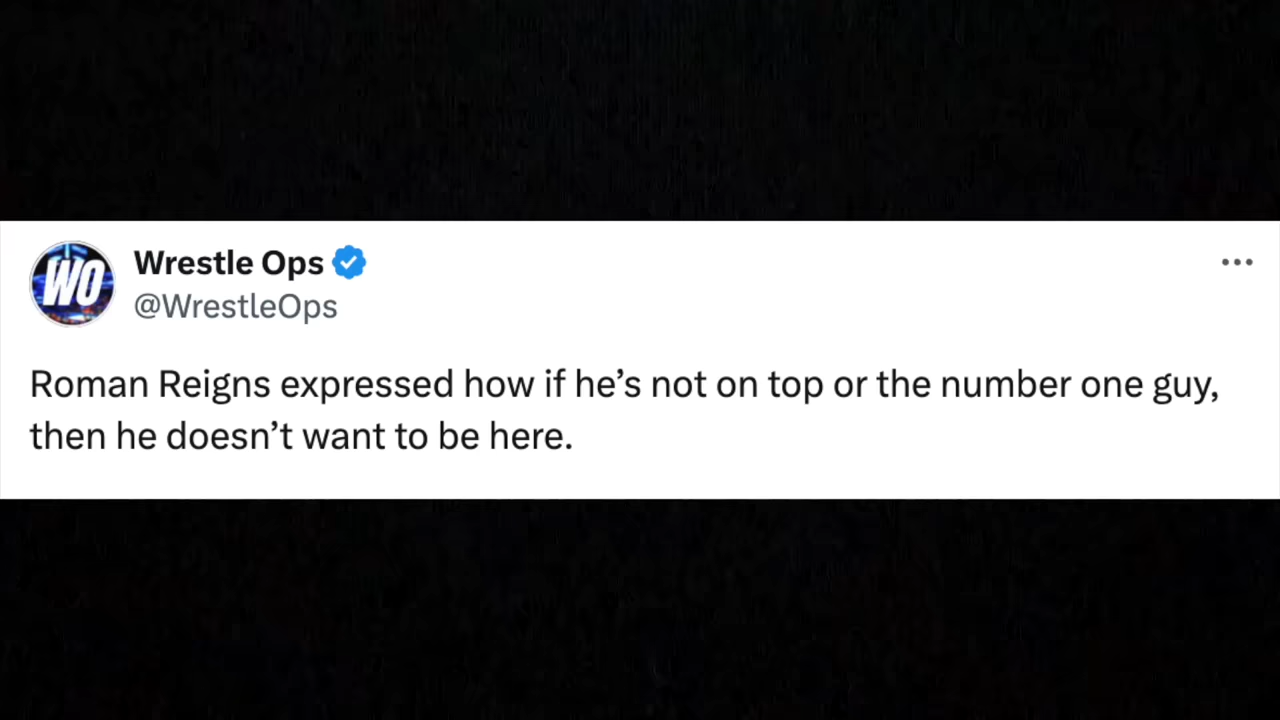 WO
Wrestle Ops
@WrestleOps
Roman Reigns expressed how if he’s not on top or the number one guy,
then he doesn’t want to be here.